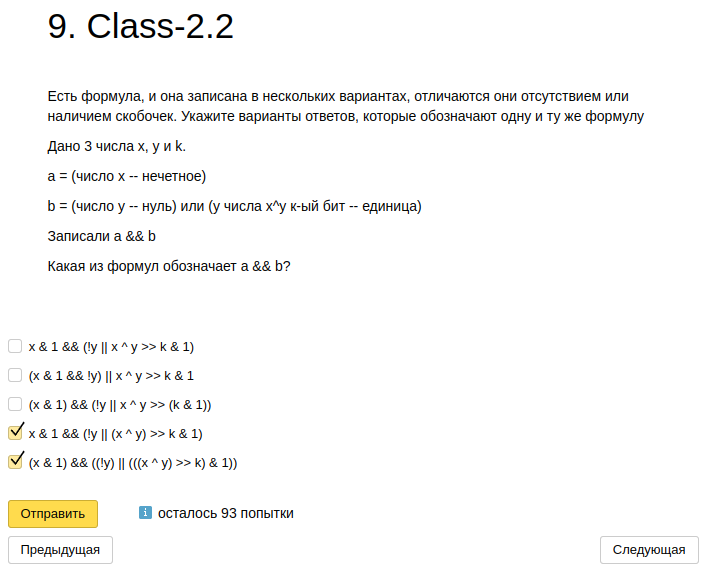 9. Class-2.2
Есть формула, и она записана в нескольких вариантах, отличаются они отсутствием или
наличием скобочек. Укажите варианты ответов, которые обозначают одну и ту же формулу
Дано 3 числа x, y и k.
a = (число x -- нечетное)
b = (число y -- нуль) или (у числа x^y к-ый бит -- единица)
Записали a && b
Какая из формул обозначает a && b?
x & 1 && (!y || x ^ y >> k & 1)
(x & 1 && !y) || x ^ y >> k & 1
(x & 1) && (!y || x ^ y >> (k & 1))
x & 1 && (!y || (x ^ y) >> k & 1)
(x & 1) && ((!y) || (((x ^ y) >> k) & 1))
Отправить
осталось 93 попытки
Предыдущая
Следующая